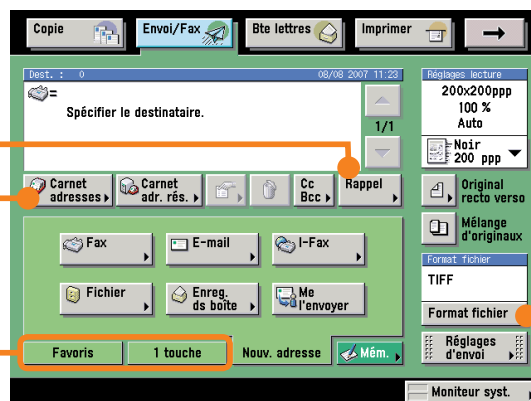 Copie
Envoi/Fax
Bte lettres
Imprimer
Dest. : 0
08/08 2007 11:23
Spécifier le destinataire.
1/1
Carnet
adresses
Carnet
adr. rés.
Cc
Bcc
Rappel
Fax
E-mail
I-Fax
Fichier
Enreg.
ds boîte
Me
l'envoyer
Favoris
1 touche
Nouv. adresse
Mém.
Réglages lecture
200x200ppp
100 %
Auto
Noir
200 ppp
Original
recto verso
Mélange
d'originaux
Format fichier
TIFF
Format fichier
Réglages
d'envoi
Moniteur syst.